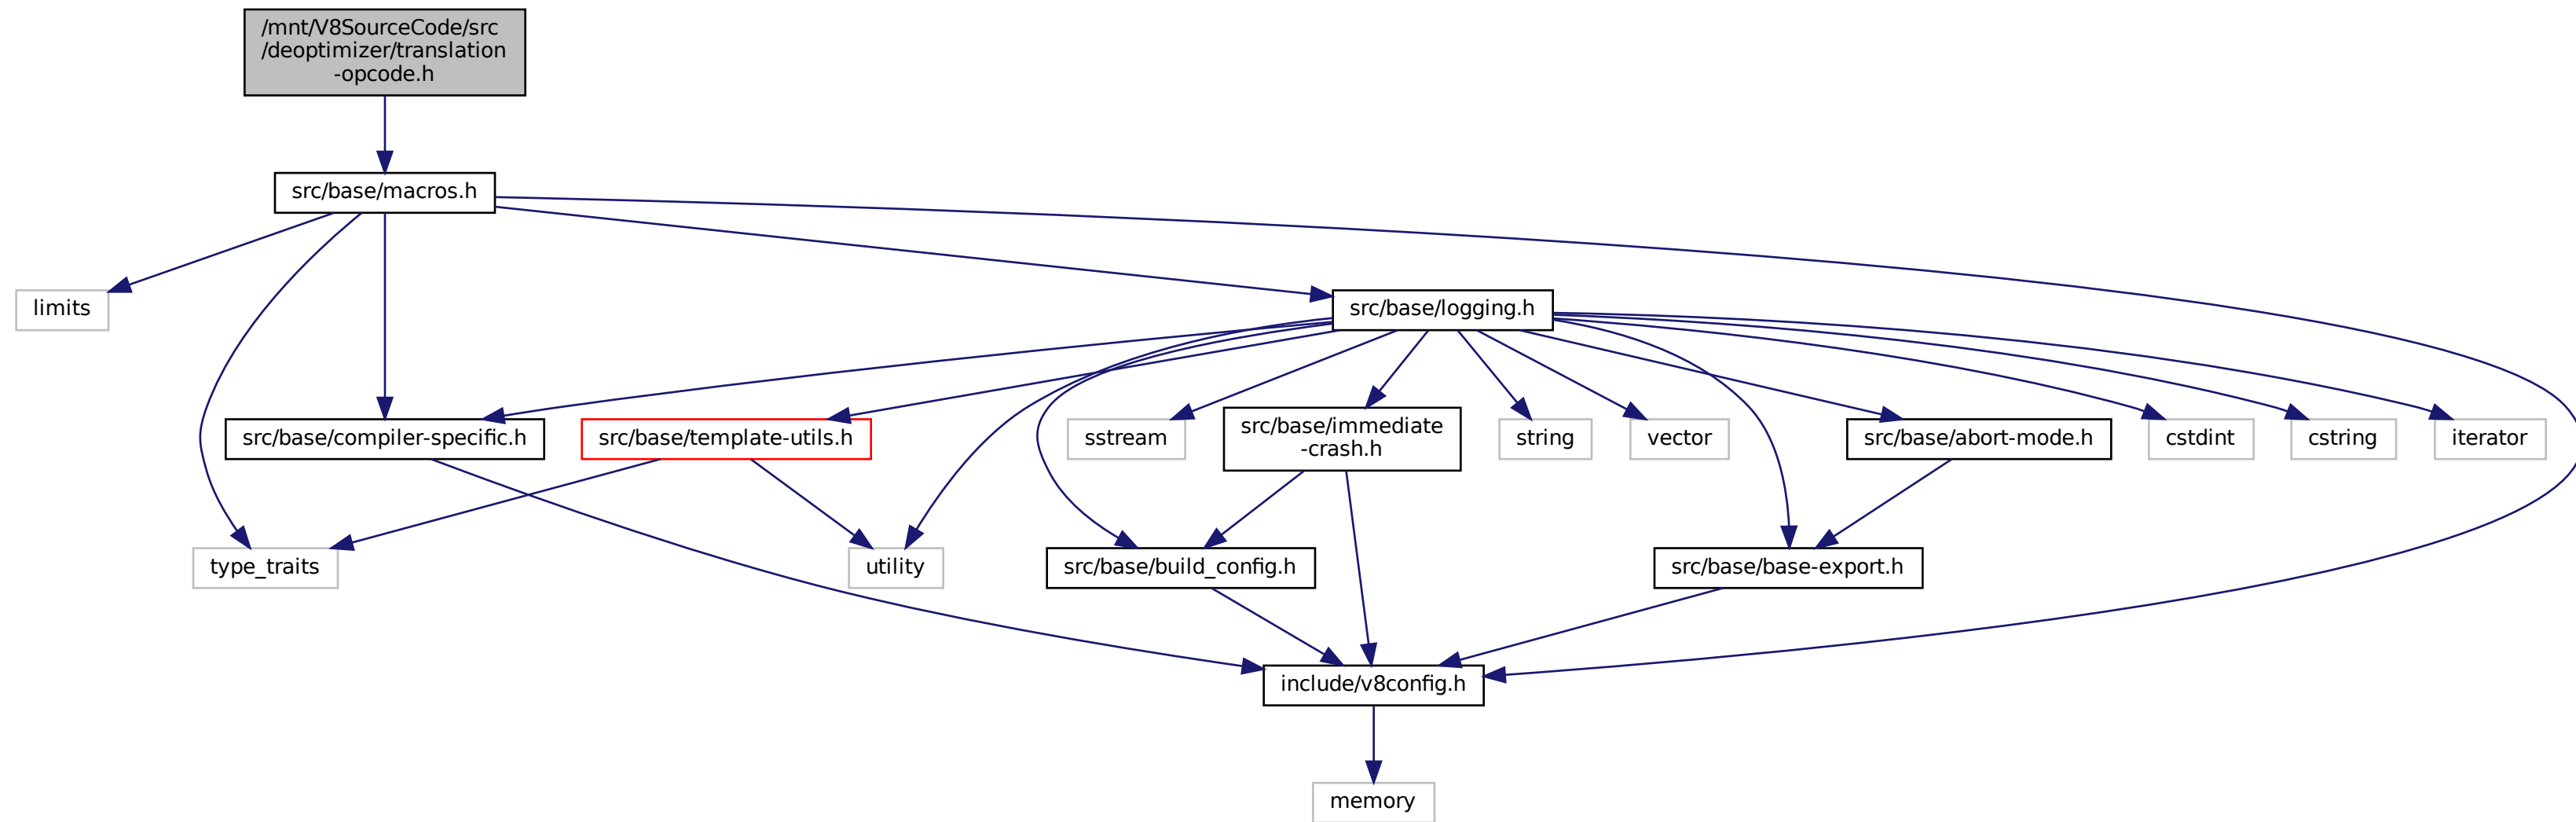 /mnt/V8SourceCode/src
/deoptimizer/translation
-opcode.h
src/base/macros.h
limits
src/base/logging.h
src/base/compiler-specific.h
src/base/template-utils.h
sstream
src/base/immediate
-crash.h
string
vector
src/base/abort-mode.h
cstdint
cstring
iterator
type_traits
utility
src/base/build_config.h
src/base/base-export.h
include/v8config.h
memory